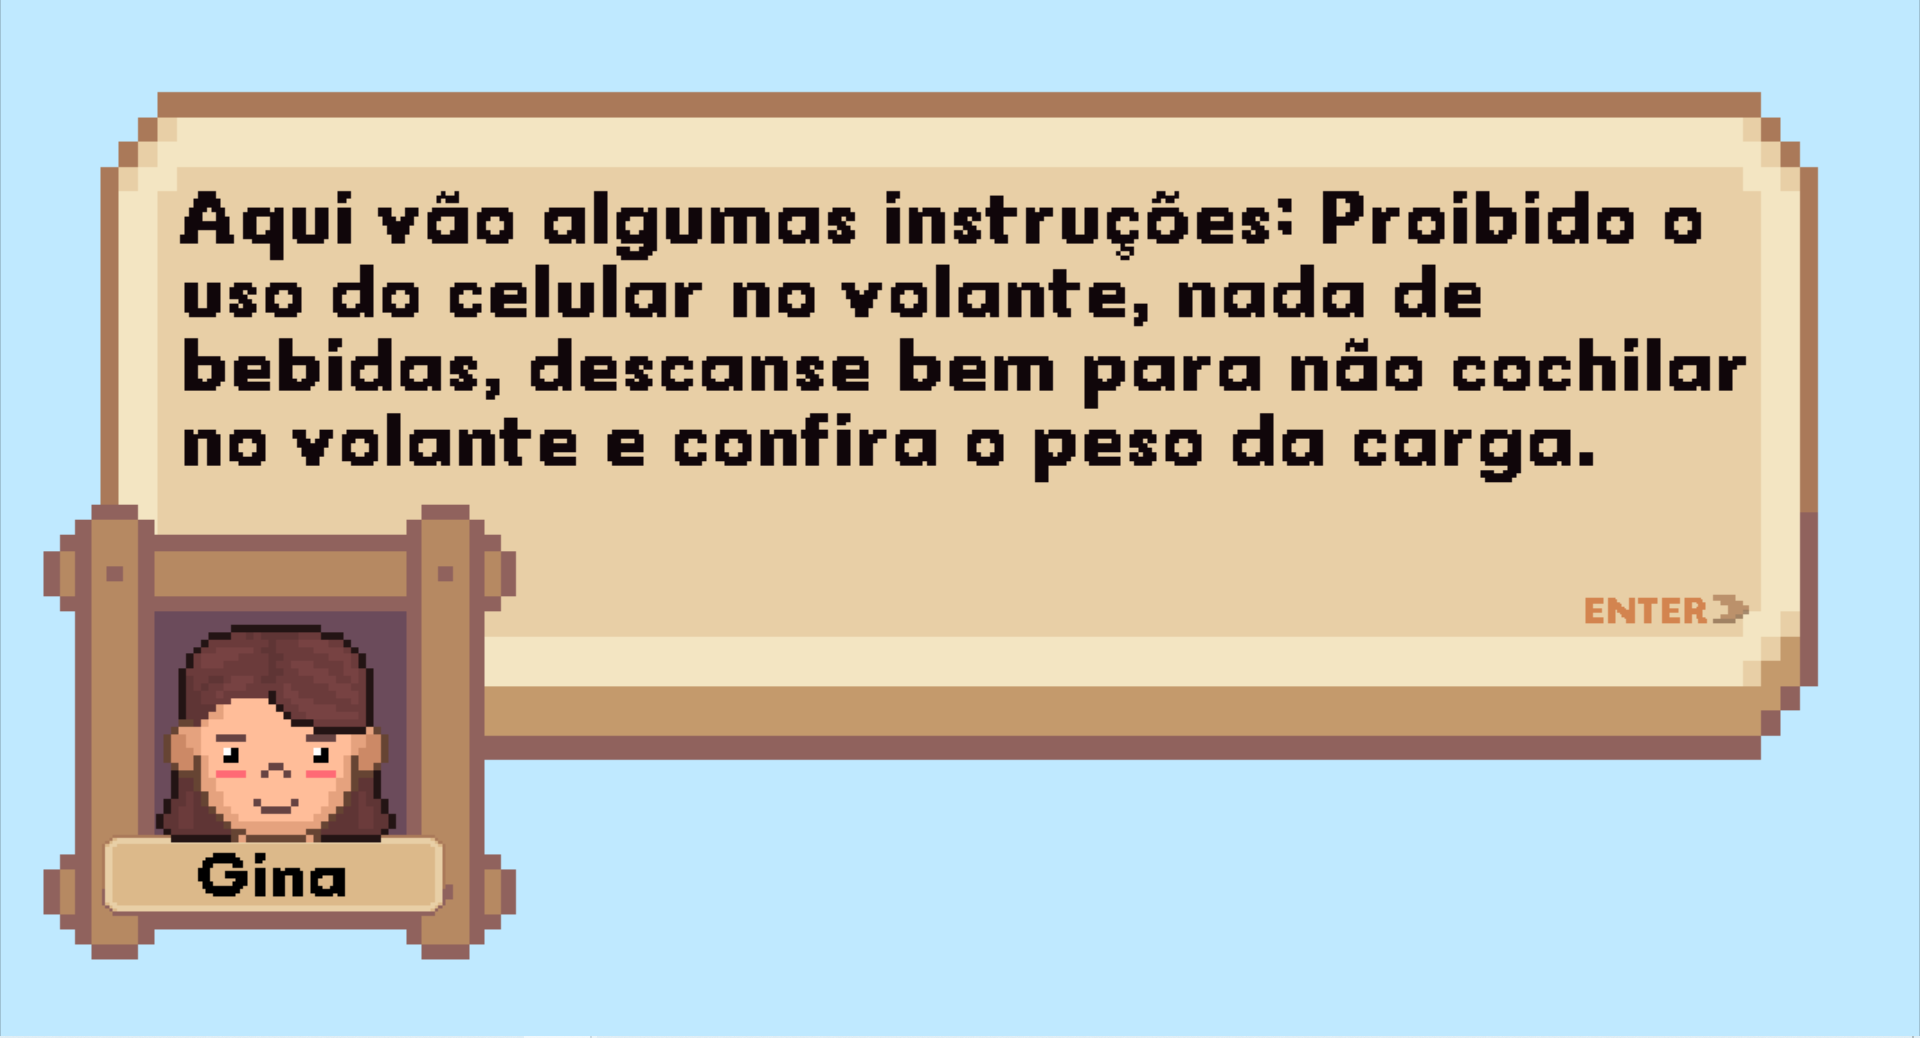 Aqui vão algumas instruções: Proibido o
uso do celular no volante, nada de
bebidas, descanse bem para não cochilar
no volante e confira o peso da carga.
ENTER
Gina